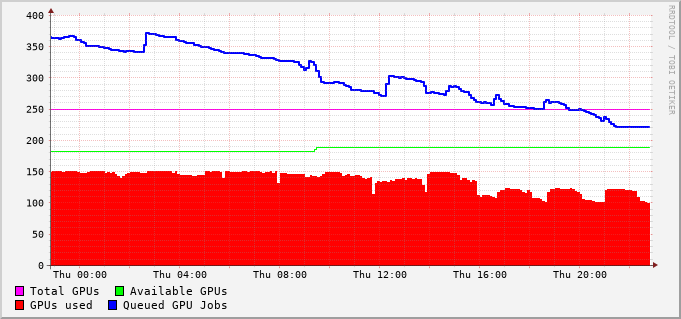 400
350
300
250
200
150
100
50
0
Thu 00:00 Thu 04:00 Thu 08:00 Thu 12:00 Thu 16:00 Thu 20:00
Total GPUs Available GPUs
GPUs used Queued GPU Jobs
RRDTOOL / TOBI OETIKER